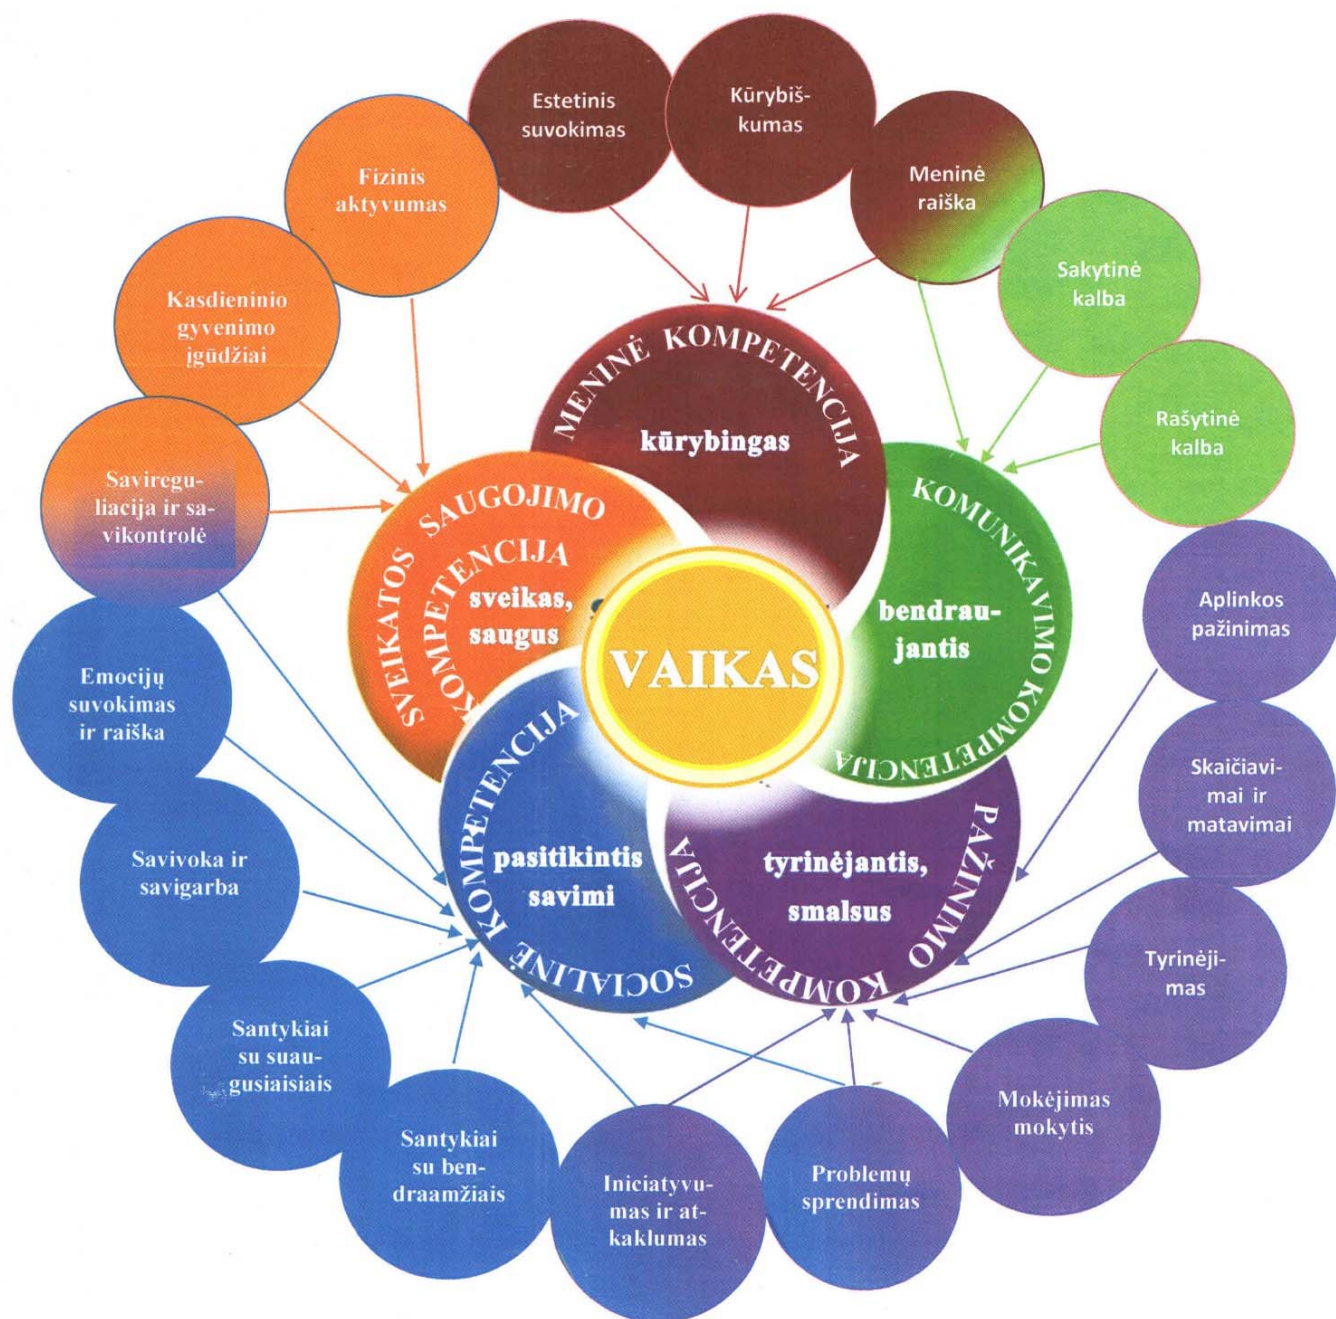 Estetinis
suvokimas
Kūrybiš-
kumas
Meninė
raiška
Sakytinė
kalba
Rašytinė
kalba
Aplinkos
pažinimas
Skaičiavi-
mai ir
matavimai
Tyrinėji-
mas
Mokėjimas
mokytis
Problemų
sprendimas
Iniciatyvu-
mas ir at-
kaklumas
Santykiai
su ben-
draamžiais
Santykiai
su suau-
gusiaisiais
Savivoka ir
savigarba
Emocijų
suvokimas
ir raiška
Saviregu-
liacija ir sa-
vikontrolė
Kasdieninio
gyvenimo
įgūdžiai
Fizinis
aktyvumas
MENINĖ KOMPETENCIJA
kūrybingas
KOMUNIKAVIMO KOMPETENCIJA
bendrau-
jantis
PAŽINIMO KOMPETENCIJA
tyrinėjantis,
smalsus
SOCIALINĖ KOMPETENCIJA
pasitikintis
savimi
SVEIKATOS SAUGOJIMO
KOMPETENCIJA
sveikas,
saugus
VAIKAS